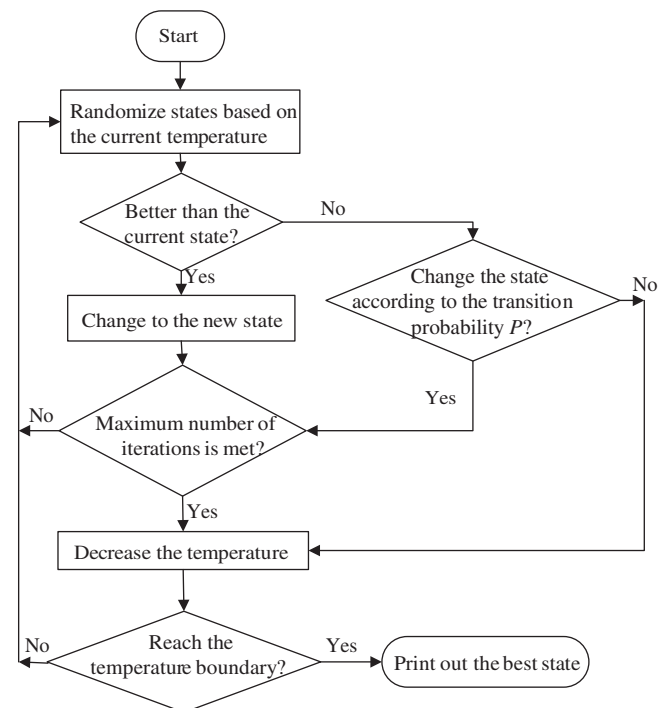 Start
Randomize states based on
the current temperature
Better than the
current state?
No
Yes
Change the state
according to the transition
probability P?
No
Change to the new state
Yes
No
Maximum number of
iterations is met?
Yes
Decrease the temperature
No
Reach the
temperature boundary?
Yes
Print out the best state